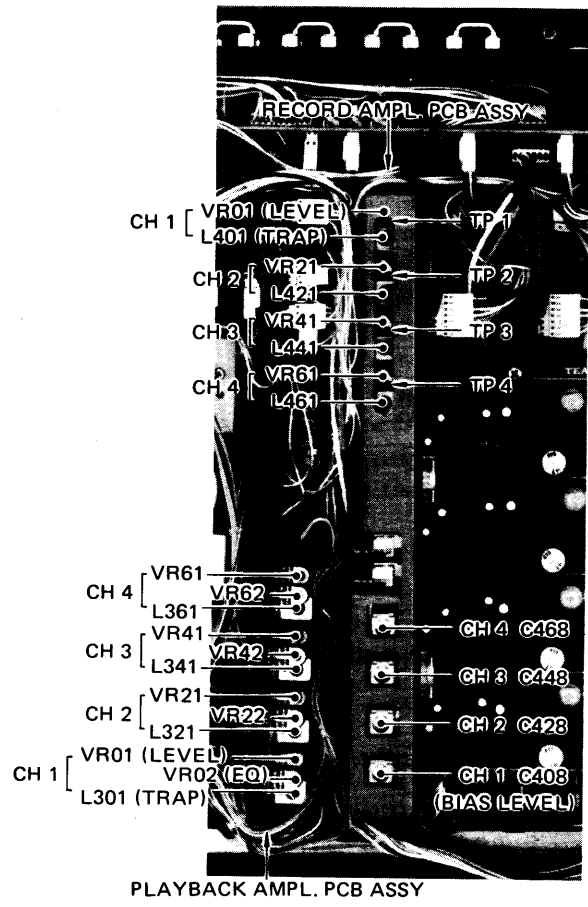 RECORD AMPL. PCB ASSY
CH 1
VR01 (LEVEL)
L401 (TRAP)
TP 1
CH 2
VR21
L421
TP 2
CH 3
VR41
L441
TP 3
CH 4
VR61
L461
TP 4
TEA
CH 4
VR61
VR62
L361
CH 3
VR41
VR42
L341
CH 2
VR21
VR22
L321
CH 1
VR01 (LEVEL)
VR02 (EQ)
L301 (TRAP)
CH 4 C468
CH 3 C448
CH 2 C428
CH 1 C408
(BIAS LEVEL)
PLAYBACK AMPL. PCB ASSY